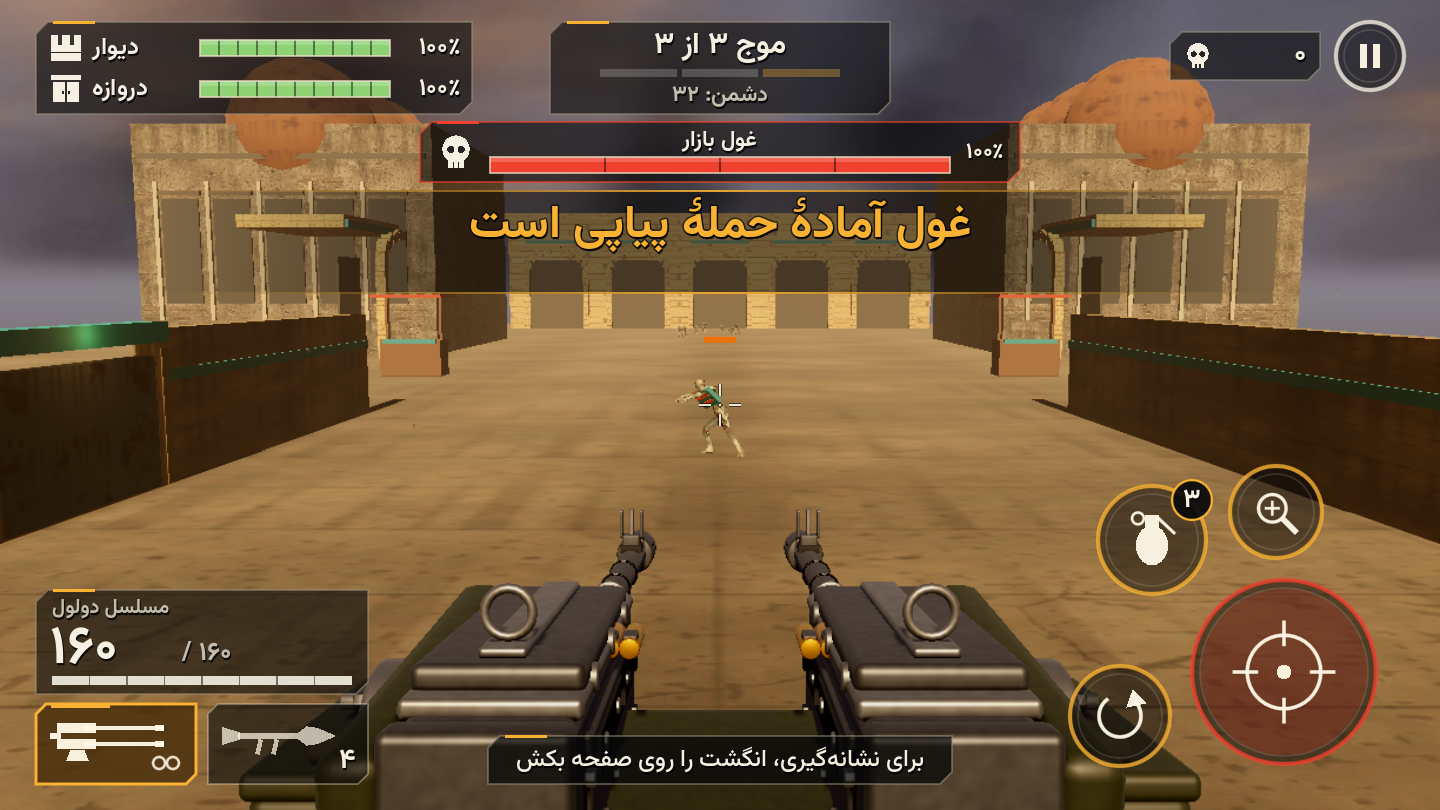 دیوار ۱۰۰٪
دروازه ۱۰۰٪
موج ۳ از ۳
دشمن: ۳۲
۰
غول بازار
۱۰۰٪
غول آمادهٔ حملهٔ پیاپی است
۳
مسلسل دولول
۱۶۰ / ۱۶۰
∞
۴
برای نشانه‌گیری، انگشت را روی صفحه بکش